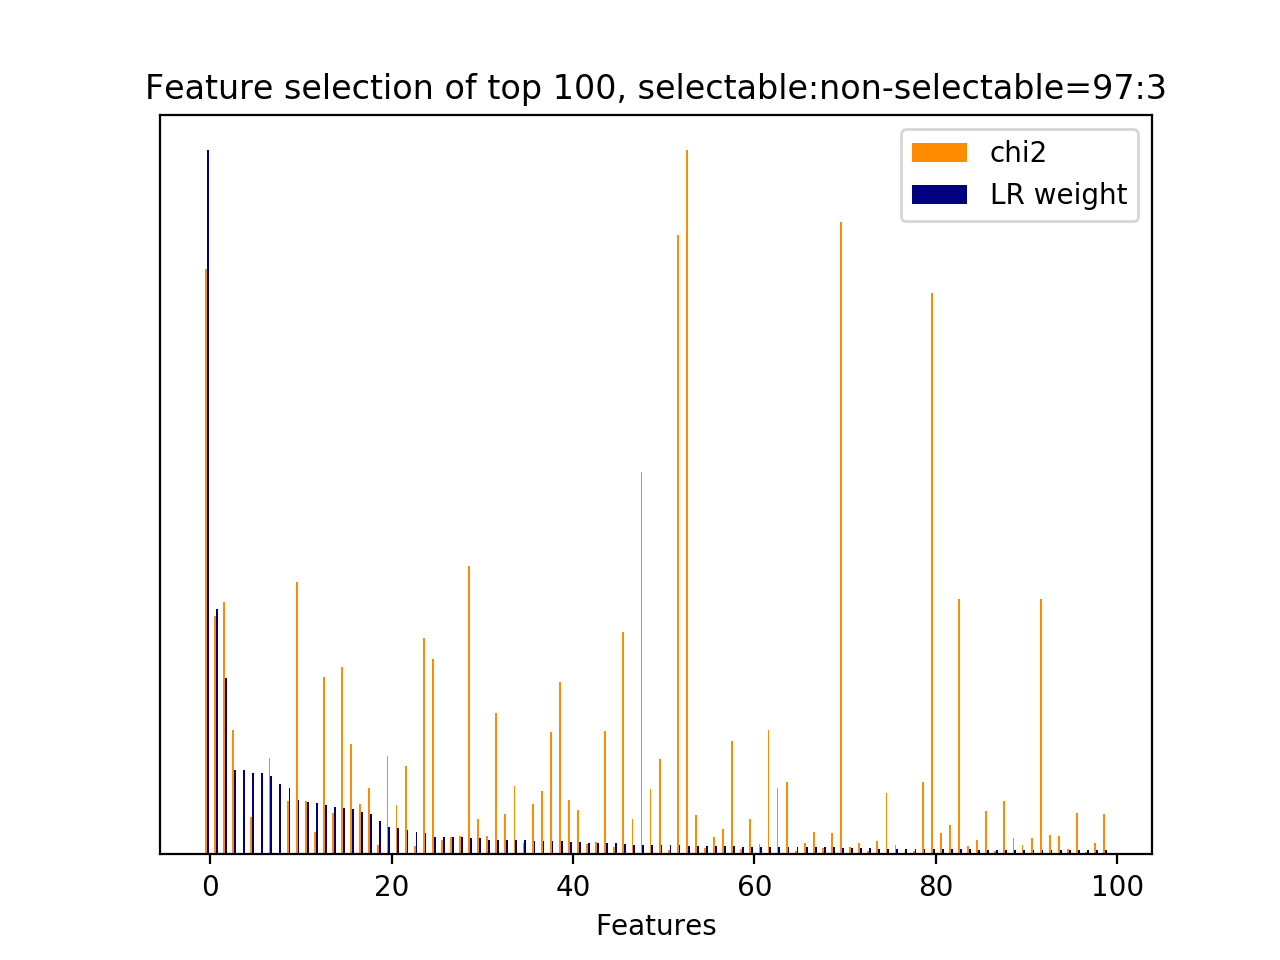 Feature selection of top 100, selectable:non-selectable=97:3
chi2
LR weight
0 20 40 60 80 100
Features